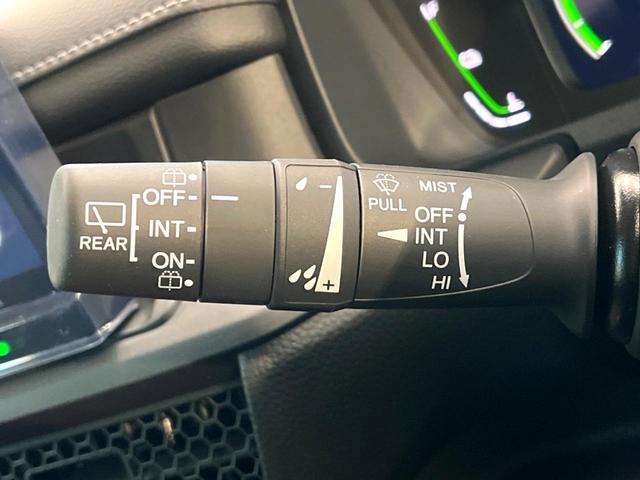 OFF
INT
ON
REAR
−
+
PULL
MIST
OFF
INT
LO
HI